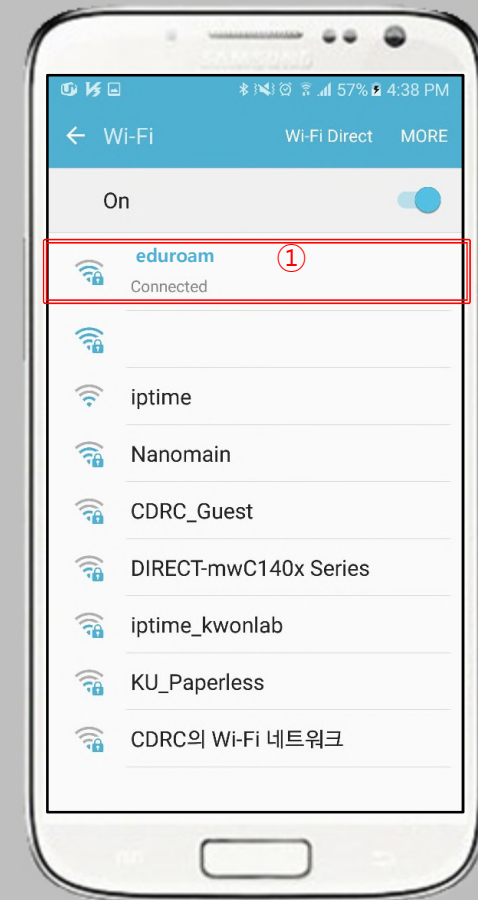 SAMSUNG
57% 4:38 PM
Wi-Fi Wi-Fi Direct MORE
On
eduroam ①
Connected
iptime
Nanomain
CDRC_Guest
DIRECT-mwC140x Series
iptime_kwonlab
KU_Paperless
CDRC의 Wi-Fi 네트워크